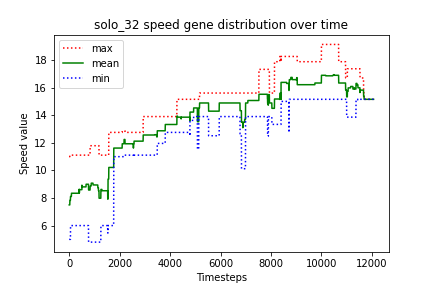 solo_32 speed gene distribution over time
max
mean
min
Speed value
18
16
14
12
10
8
6
0 2000 4000 6000 8000 10000 12000
Timesteps